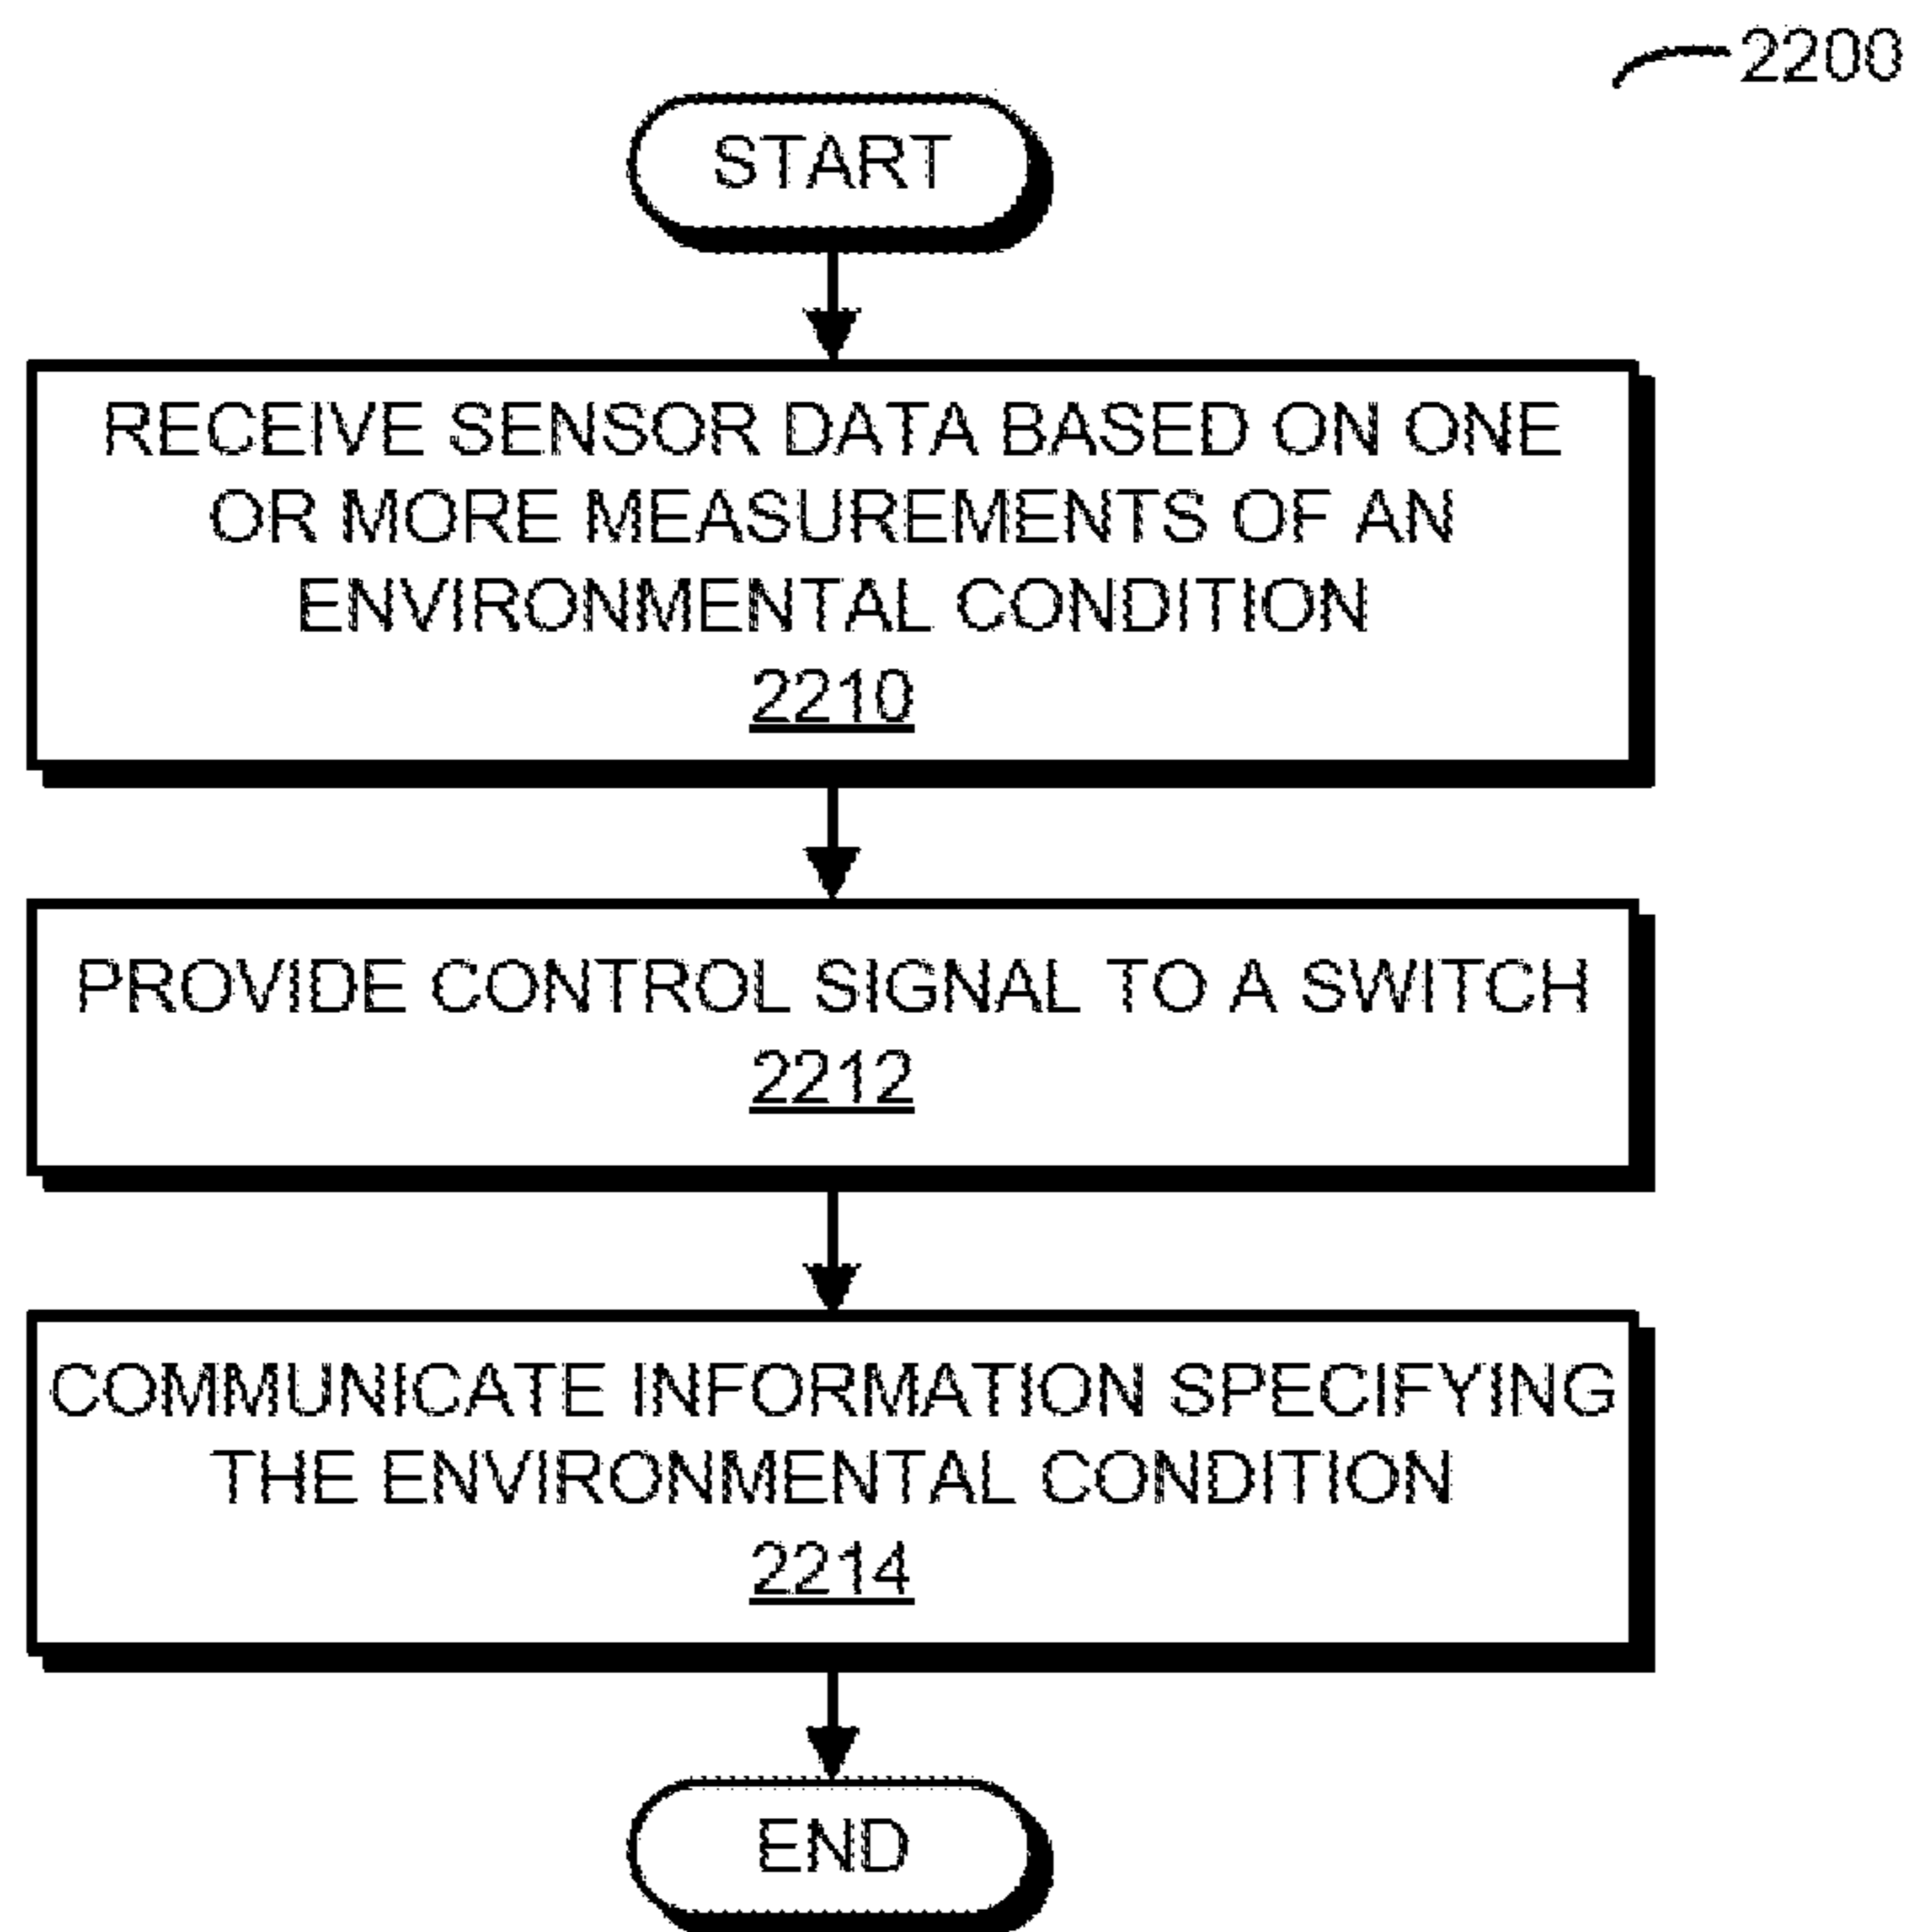 2200
START
RECEIVE SENSOR DATA BASED ON ONE
OR MORE MEASUREMENTS OF AN
ENVIRONMENTAL CONDITION
2210
PROVIDE CONTROL SIGNAL TO A SWITCH
2212
COMMUNICATE INFORMATION SPECIFYING
THE ENVIRONMENTAL CONDITION
2214
END